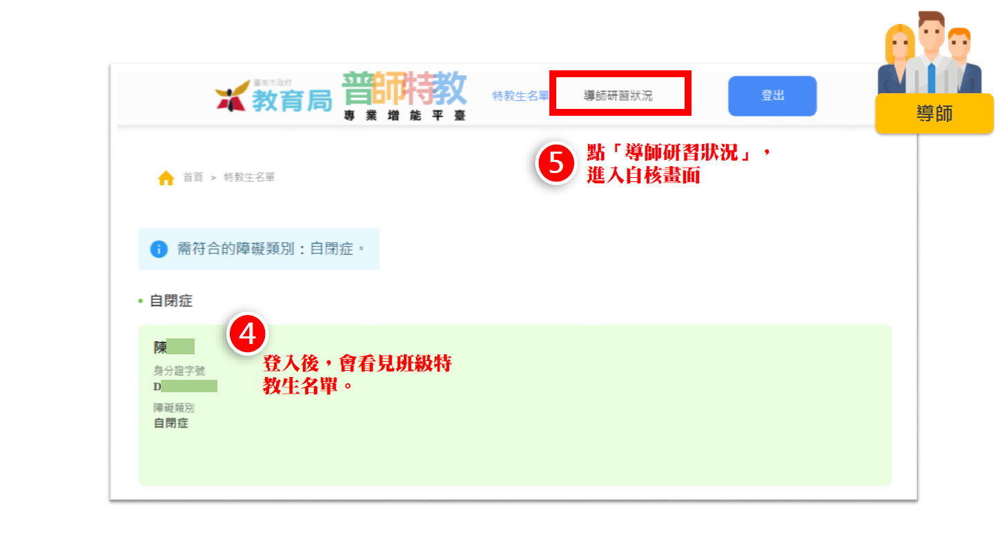 臺南市政府
教育局
普師特教
專業增能平臺
特教生名單
導師研習狀況
登出
導師
5
點「導師研習狀況」，
進入自核畫面
首頁 > 特教生名單
需符合的障礙類別：自閉症。
• 自閉症
陳
4
登入後，會看見班級特
教生名單。
身分證字號
D
障礙類別
自閉症